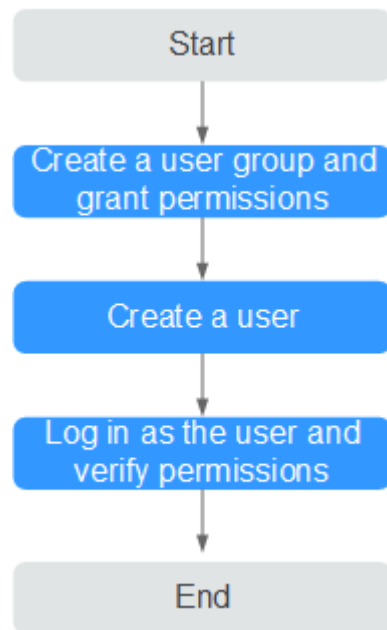 Start
Create a user group and
grant permissions
Create a user
Log in as the user and
verify permissions
End